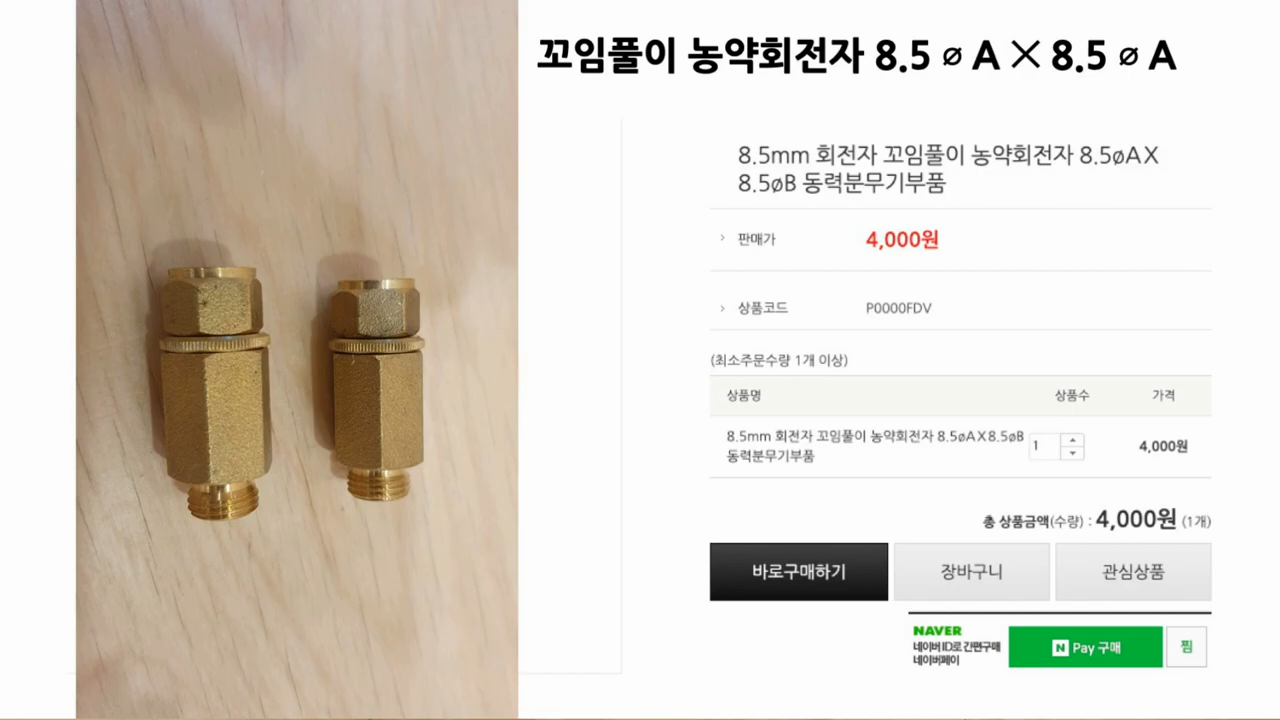 꼬임풀이 농약회전자 8.5 ø A X 8.5 ø A
8.5mm 회전자 꼬임풀이 농약회전자 8.5øAX
8.5øB 동력분무기부품
판매가 4,000원
상품코드 P0000FDV
(최소주문수량 1개 이상)
상품명 상품수 가격
8.5mm 회전자 꼬임풀이 농약회전자 8.5øAX8.5øB 1 4,000원
동력분무기부품
총 상품금액(수량) : 4,000원 (1개)
바로구매하기 장바구니 관심상품
NAVER
네이버ID로 간편구매
네이버페이
N Pay 구매 찜